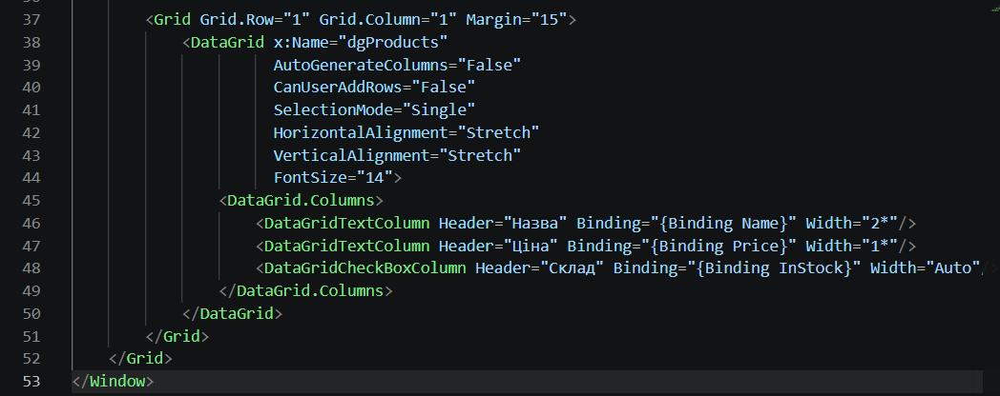 37 <Grid Grid.Row="1" Grid.Column="1" Margin="15">
38 <DataGrid x:Name="dgProducts"
39 AutoGenerateColumns="False"
40 CanUserAddRows="False"
41 SelectionMode="Single"
42 HorizontalAlignment="Stretch"
43 VerticalAlignment="Stretch"
44 FontSize="14">
45 <DataGrid.Columns>
46 <DataGridTextColumn Header="Назва" Binding="{Binding Name}" Width="2*"/>
47 <DataGridTextColumn Header="Ціна" Binding="{Binding Price}" Width="1*"/>
48 <DataGridCheckBoxColumn Header="Склад" Binding="{Binding InStock}" Width="Auto"/>
49 </DataGrid.Columns>
50 </DataGrid>
51 </Grid>
52 </Grid>
53 </Window>